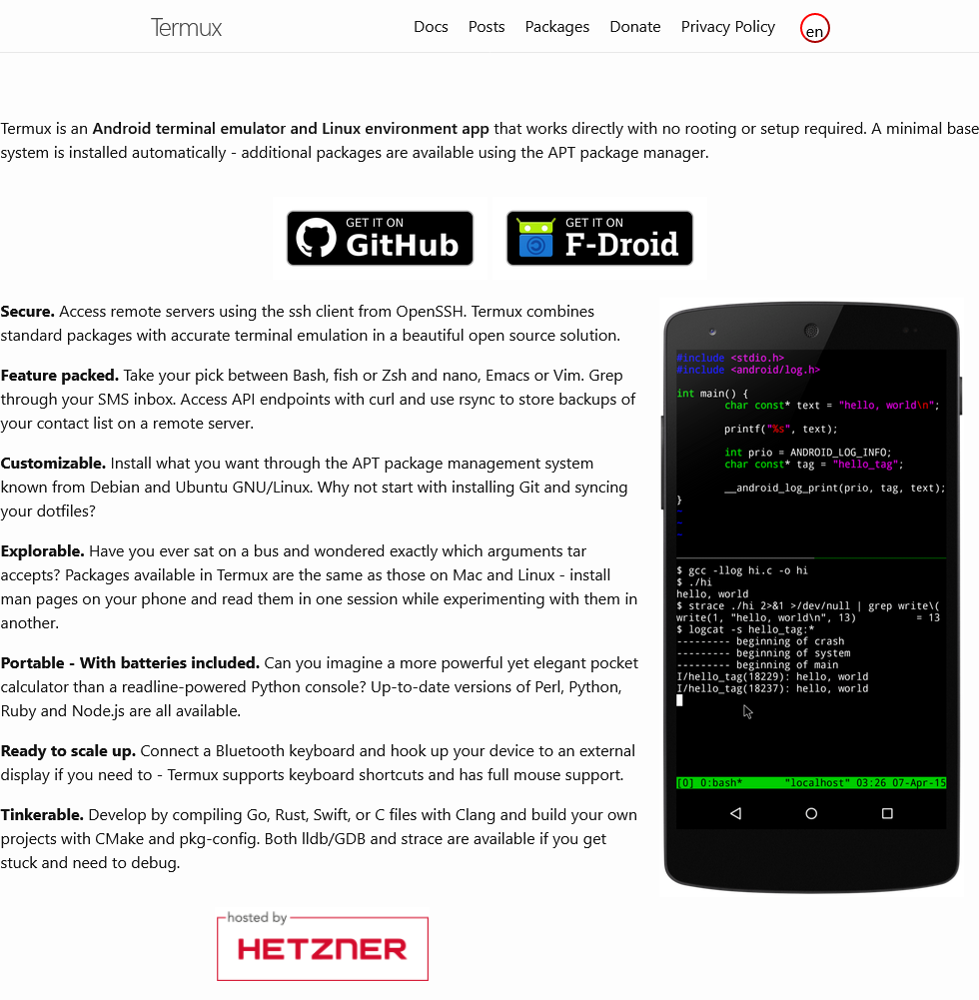 Termux
Docs Posts Packages Donate Privacy Policy en
Termux is an Android terminal emulator and Linux environment app that works directly with no rooting or setup required. A minimal base
system is installed automatically - additional packages are available using the APT package manager.
GET IT ON
GitHub
GET IT ON
F-Droid
Secure. Access remote servers using the ssh client from OpenSSH. Termux combines
standard packages with accurate terminal emulation in a beautiful open source solution.
Feature packed. Take your pick between Bash, fish or Zsh and nano, Emacs or Vim. Grep
through your SMS inbox. Access API endpoints with curl and use rsync to store backups of
your contact list on a remote server.
Customizable. Install what you want through the APT package management system
known from Debian and Ubuntu GNU/Linux. Why not start with installing Git and syncing
your dotfiles?
Explorable. Have you ever sat on a bus and wondered exactly which arguments tar
accepts? Packages available in Termux are the same as those on Mac and Linux - install
man pages on your phone and read them in one session while experimenting with them in
another.
Portable - With batteries included. Can you imagine a more powerful yet elegant pocket
calculator than a readline-powered Python console? Up-to-date versions of Perl, Python,
Ruby and Node.js are all available.
Ready to scale up. Connect a Bluetooth keyboard and hook up your device to an external
display if you need to - Termux supports keyboard shortcuts and has full mouse support.
Tinkerable. Develop by compiling Go, Rust, Swift, or C files with Clang and build your own
projects with CMake and pkg-config. Both lldb/GDB and strace are available if you get
stuck and need to debug.
#include <stdio.h>
#include <android/log.h>
int main() {
char const* text = "hello, world\n";
printf("%s", text);
int prio = ANDROID_LOG_INFO;
char const* tag = "hello_tag";
__android_log_print(prio, tag, text);
}
~
~
~
$ gcc -llog hi.c -o hi
$ ./hi
hello, world
$ strace ./hi 2>&1 >/dev/null | grep write\(
write(1, "hello, world\n", 13) = 13
$ logcat -s hello_tag:*
--------- beginning of crash
--------- beginning of system
--------- beginning of main
I/hello_tag(18229): hello, world
I/hello_tag(18237): hello, world
[0] 0:bash* "localhost" 03:26 07-Apr-15
hosted by
HETZNER